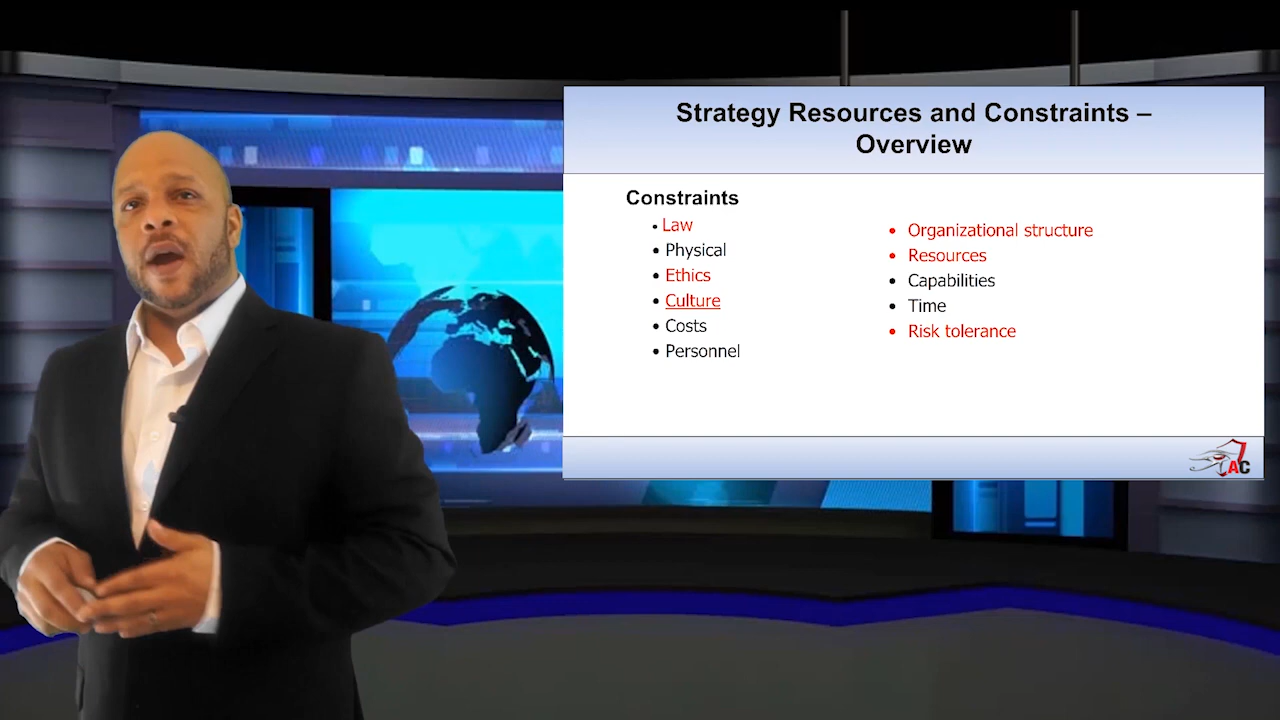 Strategy Resources and Constraints –
Overview
Constraints
• Law
• Physical
• Ethics
• Culture
• Costs
• Personnel
• Organizational structure
• Resources
• Capabilities
• Time
• Risk tolerance
AC